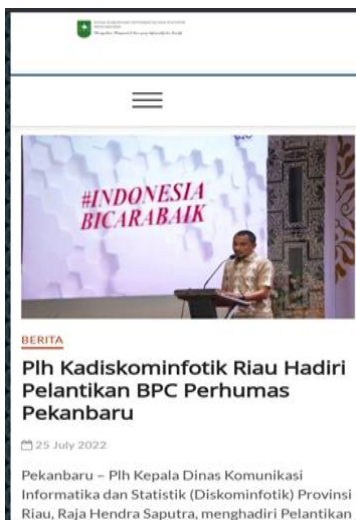 #INDONESIA
BICARABAIK
BERITA
Plh Kadiskominfotik Riau Hadiri
Pelantikan BPC Perhumas
Pekanbaru
25 July 2022
Pekanbaru – Plh Kepala Dinas Komunikasi
Informatika dan Statistik (Diskominfotik) Provinsi
Riau, Raja Hendra Saputra, menghadiri Pelantikan